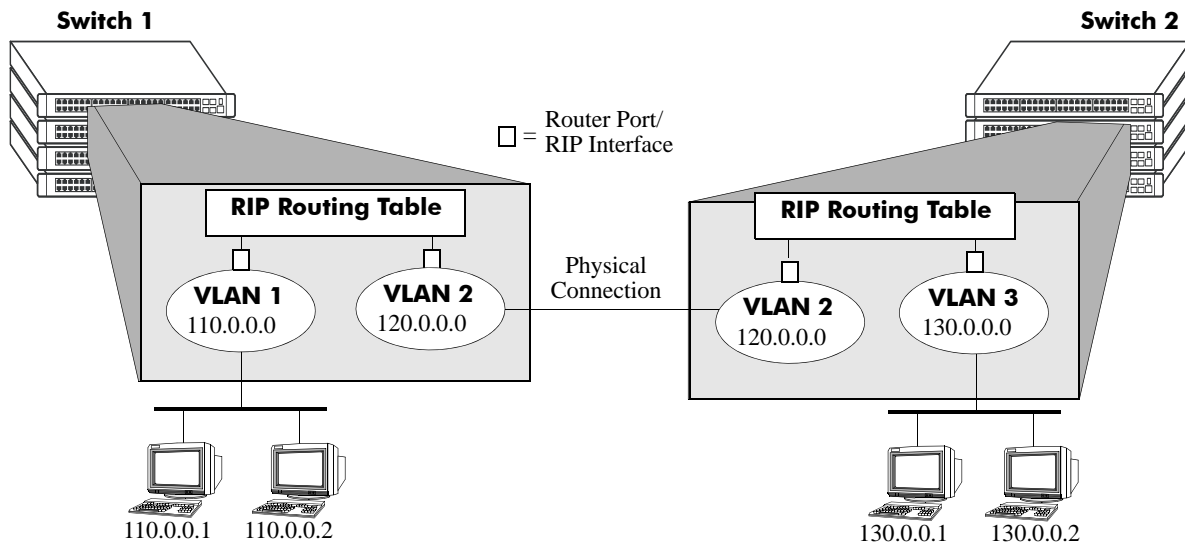 Switch 1
Switch 2
= Router Port/
RIP Interface
RIP Routing Table
VLAN 1
110.0.0.0
VLAN 2
120.0.0.0
Physical
Connection
RIP Routing Table
VLAN 2
120.0.0.0
VLAN 3
130.0.0.0
110.0.0.1
110.0.0.2
130.0.0.1
130.0.0.2